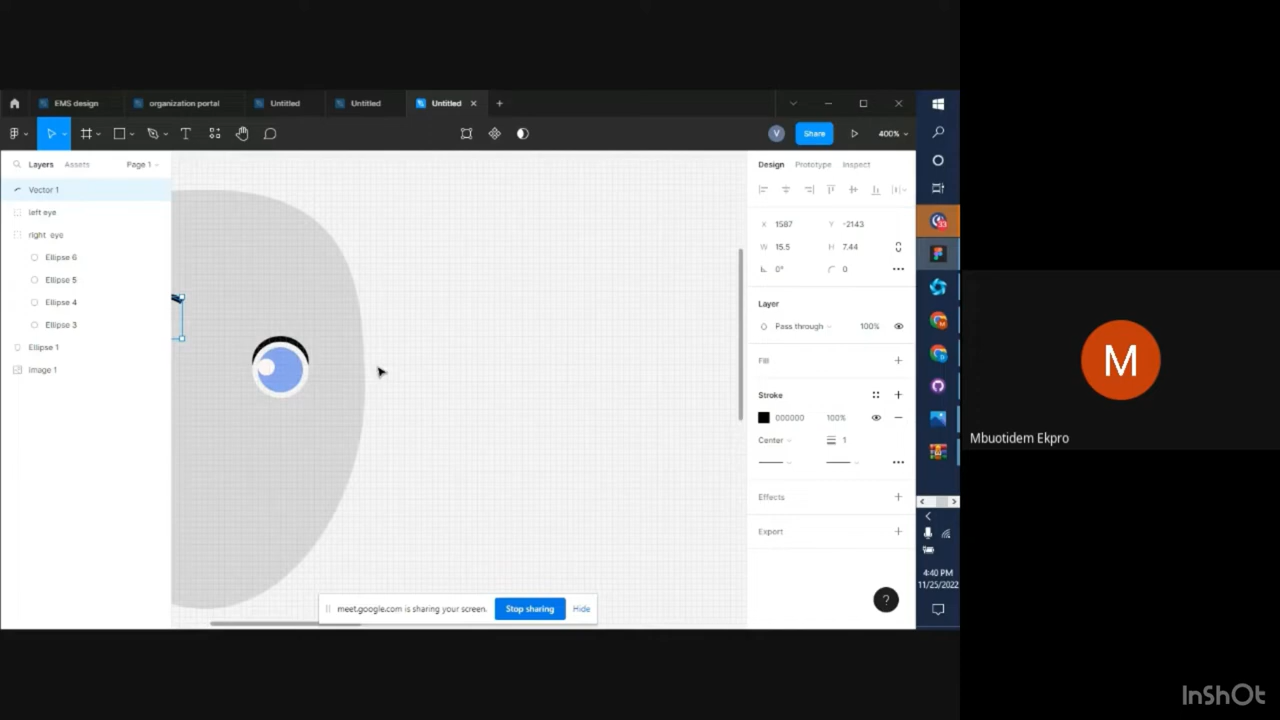 EMS design
organization portal
Untitled
Untitled
Untitled
Share
400%
Layers
Assets
Page 1
Vector 1
left eye
right eye
Ellipse 6
Ellipse 5
Ellipse 4
Ellipse 3
Ellipse 1
Image 1
Design
Prototype
Inspect
X 1587
Y -2143
W 15.5
H 7.44
0°
0
Layer
Pass through
100%
Fill
Stroke
000000
100%
Center
1
Effects
Export
?
V
meet.google.com is sharing your screen.
Stop sharing
Hide
4:40 PM
11/25/2022
M
Mbuotidem Ekpro
InShOt